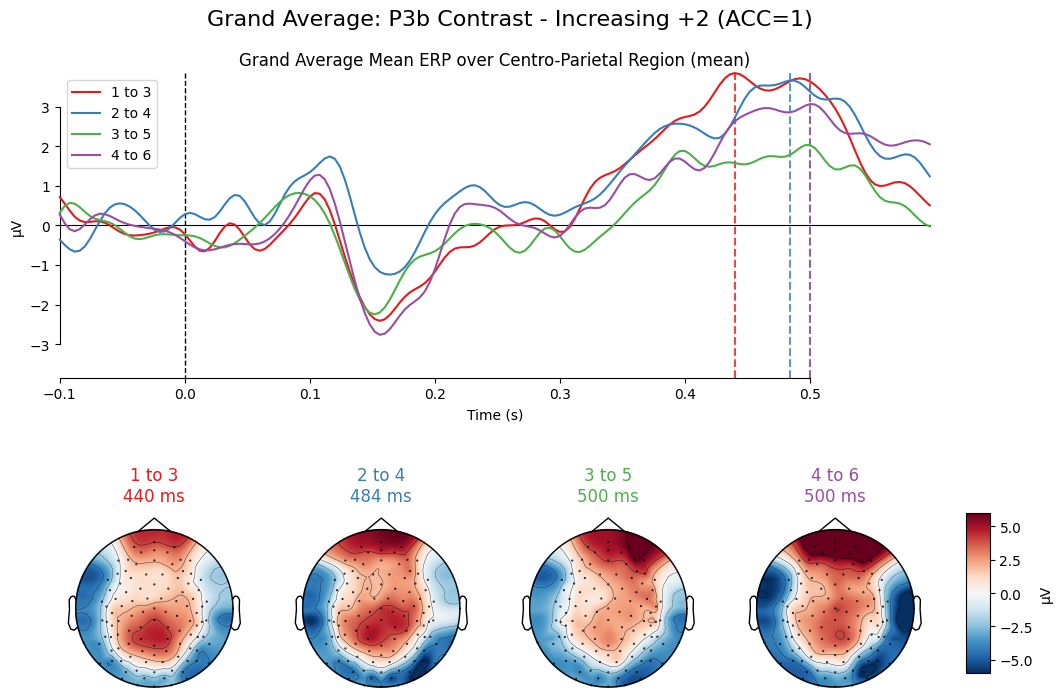 Grand Average: P3b Contrast - Increasing +2 (ACC=1)
Grand Average Mean ERP over Centro-Parietal Region (mean)
1 to 3
2 to 4
3 to 5
4 to 6
µV
3
2
1
0
−1
−2
−3
−0.1
0.0
0.1
0.2
0.3
0.4
0.5
Time (s)
1 to 3
440 ms
2 to 4
484 ms
3 to 5
500 ms
4 to 6
500 ms
5.0
2.5
0.0
−2.5
−5.0
µV